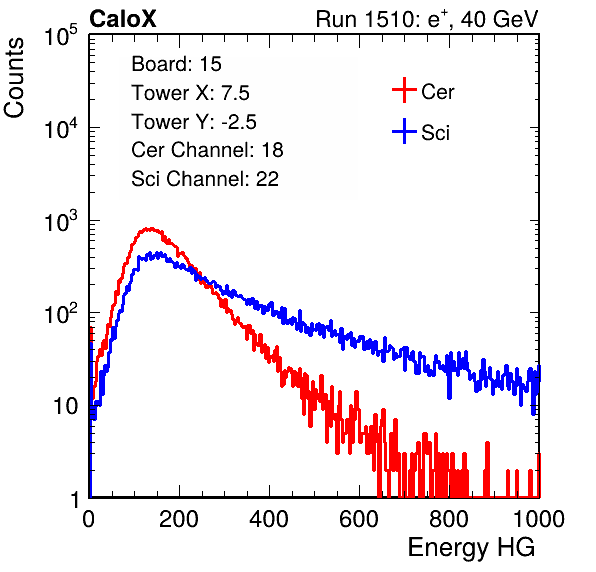 CaloX Run 1510: e⁺, 40 GeV
Counts
Board: 15
Tower X: 7.5
Tower Y: -2.5
Cer Channel: 18
Sci Channel: 22
Cer
Sci
10⁵
10⁴
10³
10²
10
1
0 200 400 600 800 1000
Energy HG